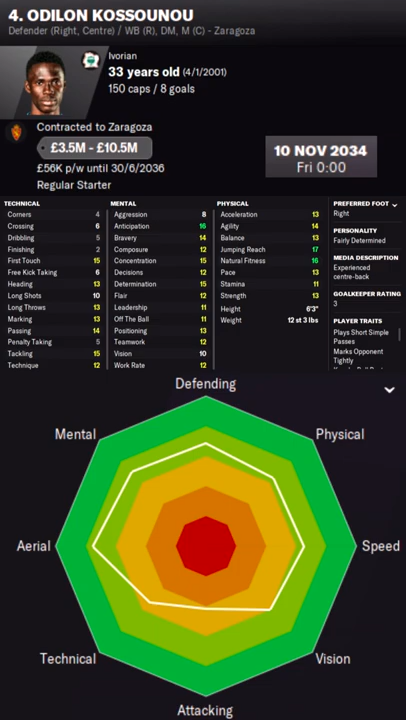 4. ODILON KOSSOUNOU
Defender (Right, Centre) / WB (R), DM, M (C) - Zaragoza
Ivorian
33 years old (4/1/2001)
150 caps / 8 goals
Contracted to Zaragoza
£3.5M - £10.5M
£56K p/w until 30/6/2036
Regular Starter
10 NOV 2034
Fri 0:00
TECHNICAL
Corners 4
Crossing 6
Dribbling 5
Finishing 2
First Touch 15
Free Kick Taking 6
Heading 13
Long Shots 10
Long Throws 13
Marking 13
Passing 14
Penalty Taking 5
Tackling 15
Technique 12
MENTAL
Aggression 8
Anticipation 16
Bravery 14
Composure 12
Concentration 15
Decisions 12
Determination 15
Flair 12
Leadership 11
Off The Ball 11
Positioning 13
Teamwork 12
Vision 10
Work Rate 12
PHYSICAL
Acceleration 13
Agility 14
Balance 13
Jumping Reach 17
Natural Fitness 16
Pace 13
Stamina 11
Strength 13
Height 6'3"
Weight 12 st 3 lbs
PREFERRED FOOT
Right
PERSONALITY
Fairly Determined
MEDIA DESCRIPTION
Experienced
centre-back
GOALKEEPER RATING
3
PLAYER TRAITS
Plays Short Simple
Passes
Marks Opponent
Tightly
Defending
Mental
Physical
Aerial
Speed
Technical
Vision
Attacking